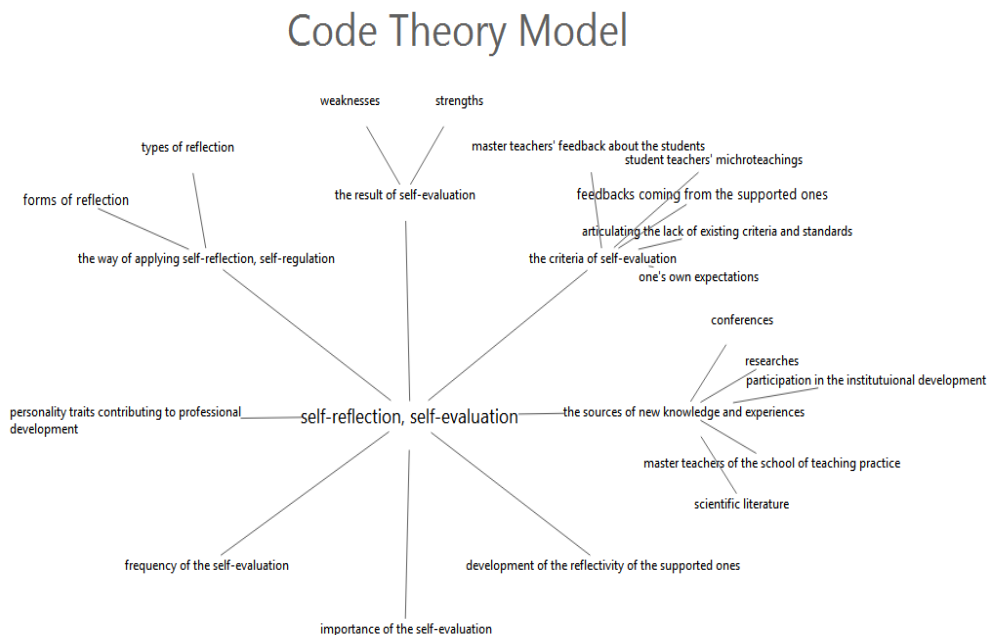 Code Theory Model
weaknesses
strengths
types of reflection
master teachers' feedback about the students
student teachers' michroteachings
forms of reflection
the result of self-evaluation
feedbacks coming from the supported ones
articulating the lack of existing criteria and standards
the way of applying self-reflection, self-regulation
the criteria of self-evaluation
one's own expectations
conferences
researches
participation in the instituional development
personality traits contributing to professional
development
self-reflection, self-evaluation
the sources of new knowledge and experiences
master teachers of the school of teaching practice
scientific literature
frequency of the self-evaluation
development of the reflectivity of the supported ones
importance of the self-evaluation